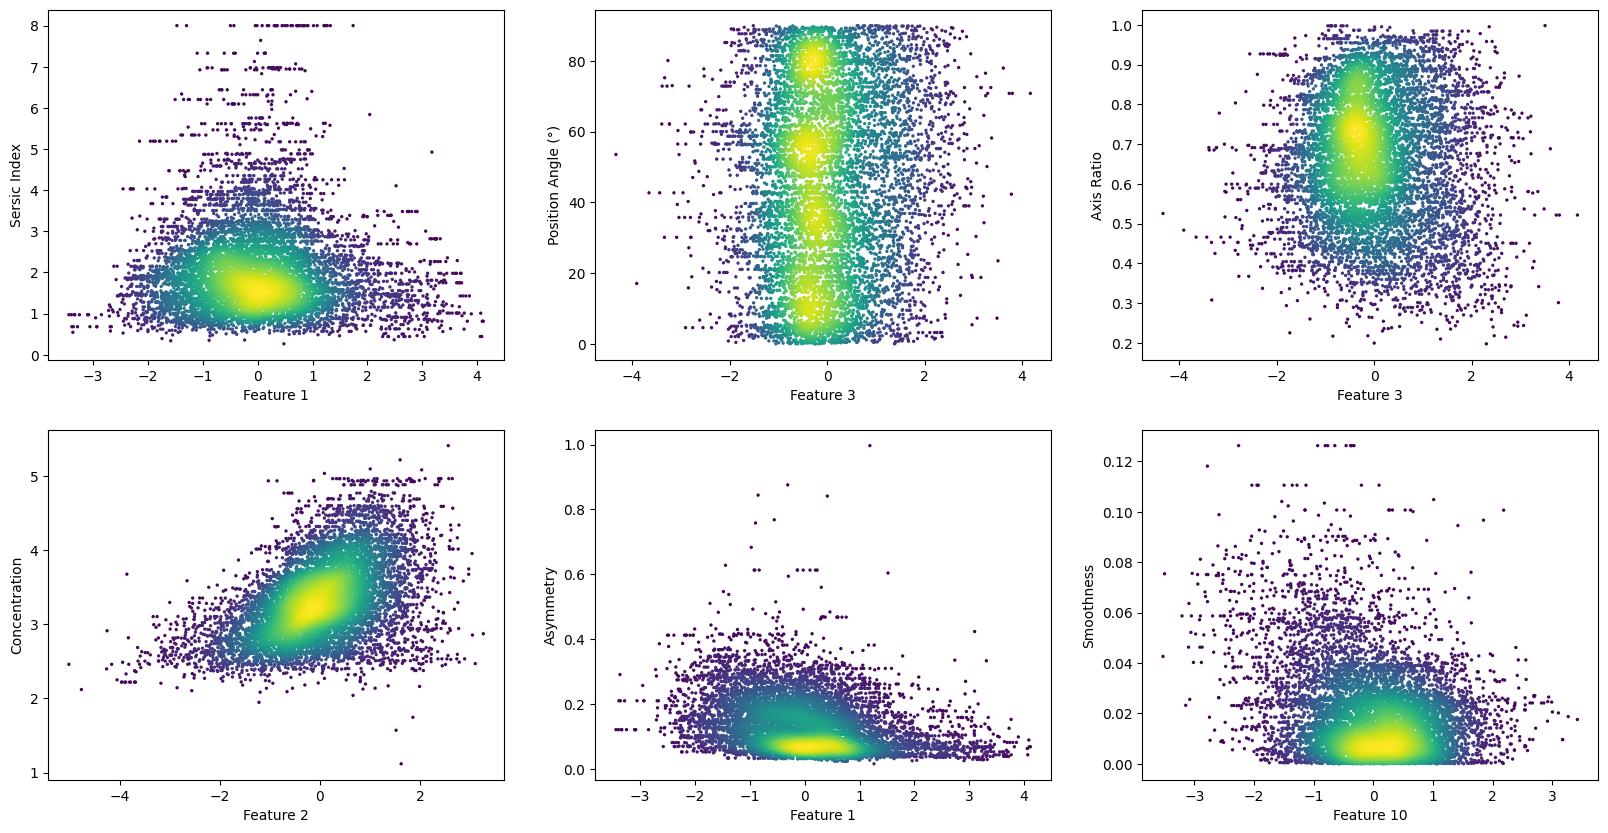 8
7
6
5
4
3
2
1
0
Sersic Index
−3 −2 −1 0 1 2 3 4
Feature 1
80
60
40
20
0
Position Angle (°)
−4 −2 0 2 4
Feature 3
1.0
0.9
0.8
0.7
0.6
0.5
0.4
0.3
0.2
Axis Ratio
−4 −2 0 2 4
Feature 3
5
4
3
2
1
Concentration
−4 −2 0 2
Feature 2
1.0
0.8
0.6
0.4
0.2
0.0
Asymmetry
−3 −2 −1 0 1 2 3 4
Feature 1
0.12
0.10
0.08
0.06
0.04
0.02
0.00
Smoothness
−3 −2 −1 0 1 2 3
Feature 10